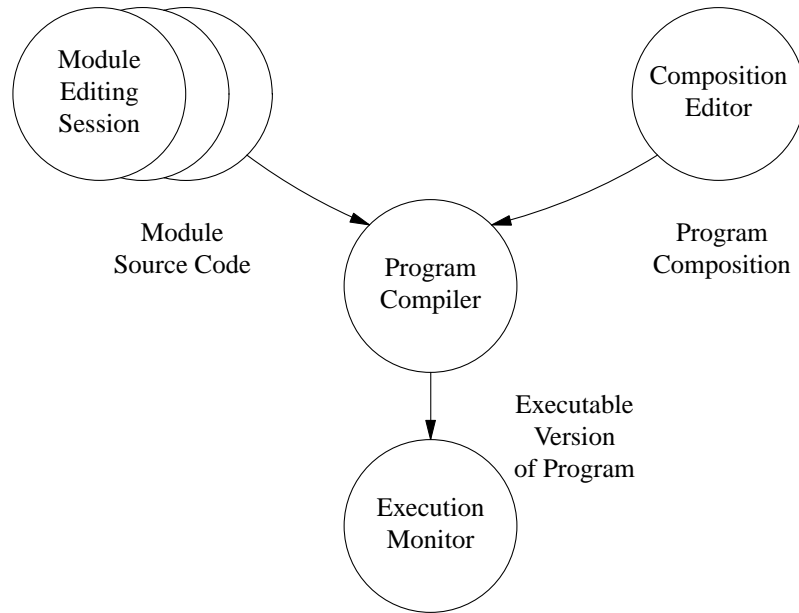 Module
Editing
Session
Composition
Editor
Module
Source Code
Program
Compiler
Program
Composition
Executable
Version
of Program
Execution
Monitor